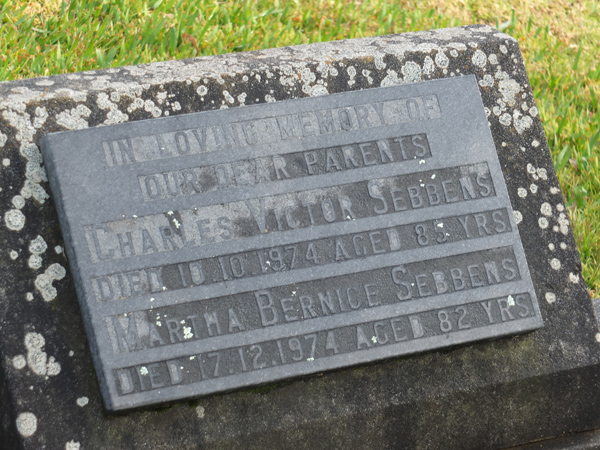 IN LOVING MEMORY OF
OUR DEAR PARENTS
CHARLES VICTOR SEBBENS
DIED 10.10.1974 AGED 85 YRS
MARTHA BERNICE SEBBENS
DIED 17.12.1974 AGED 82 YRS